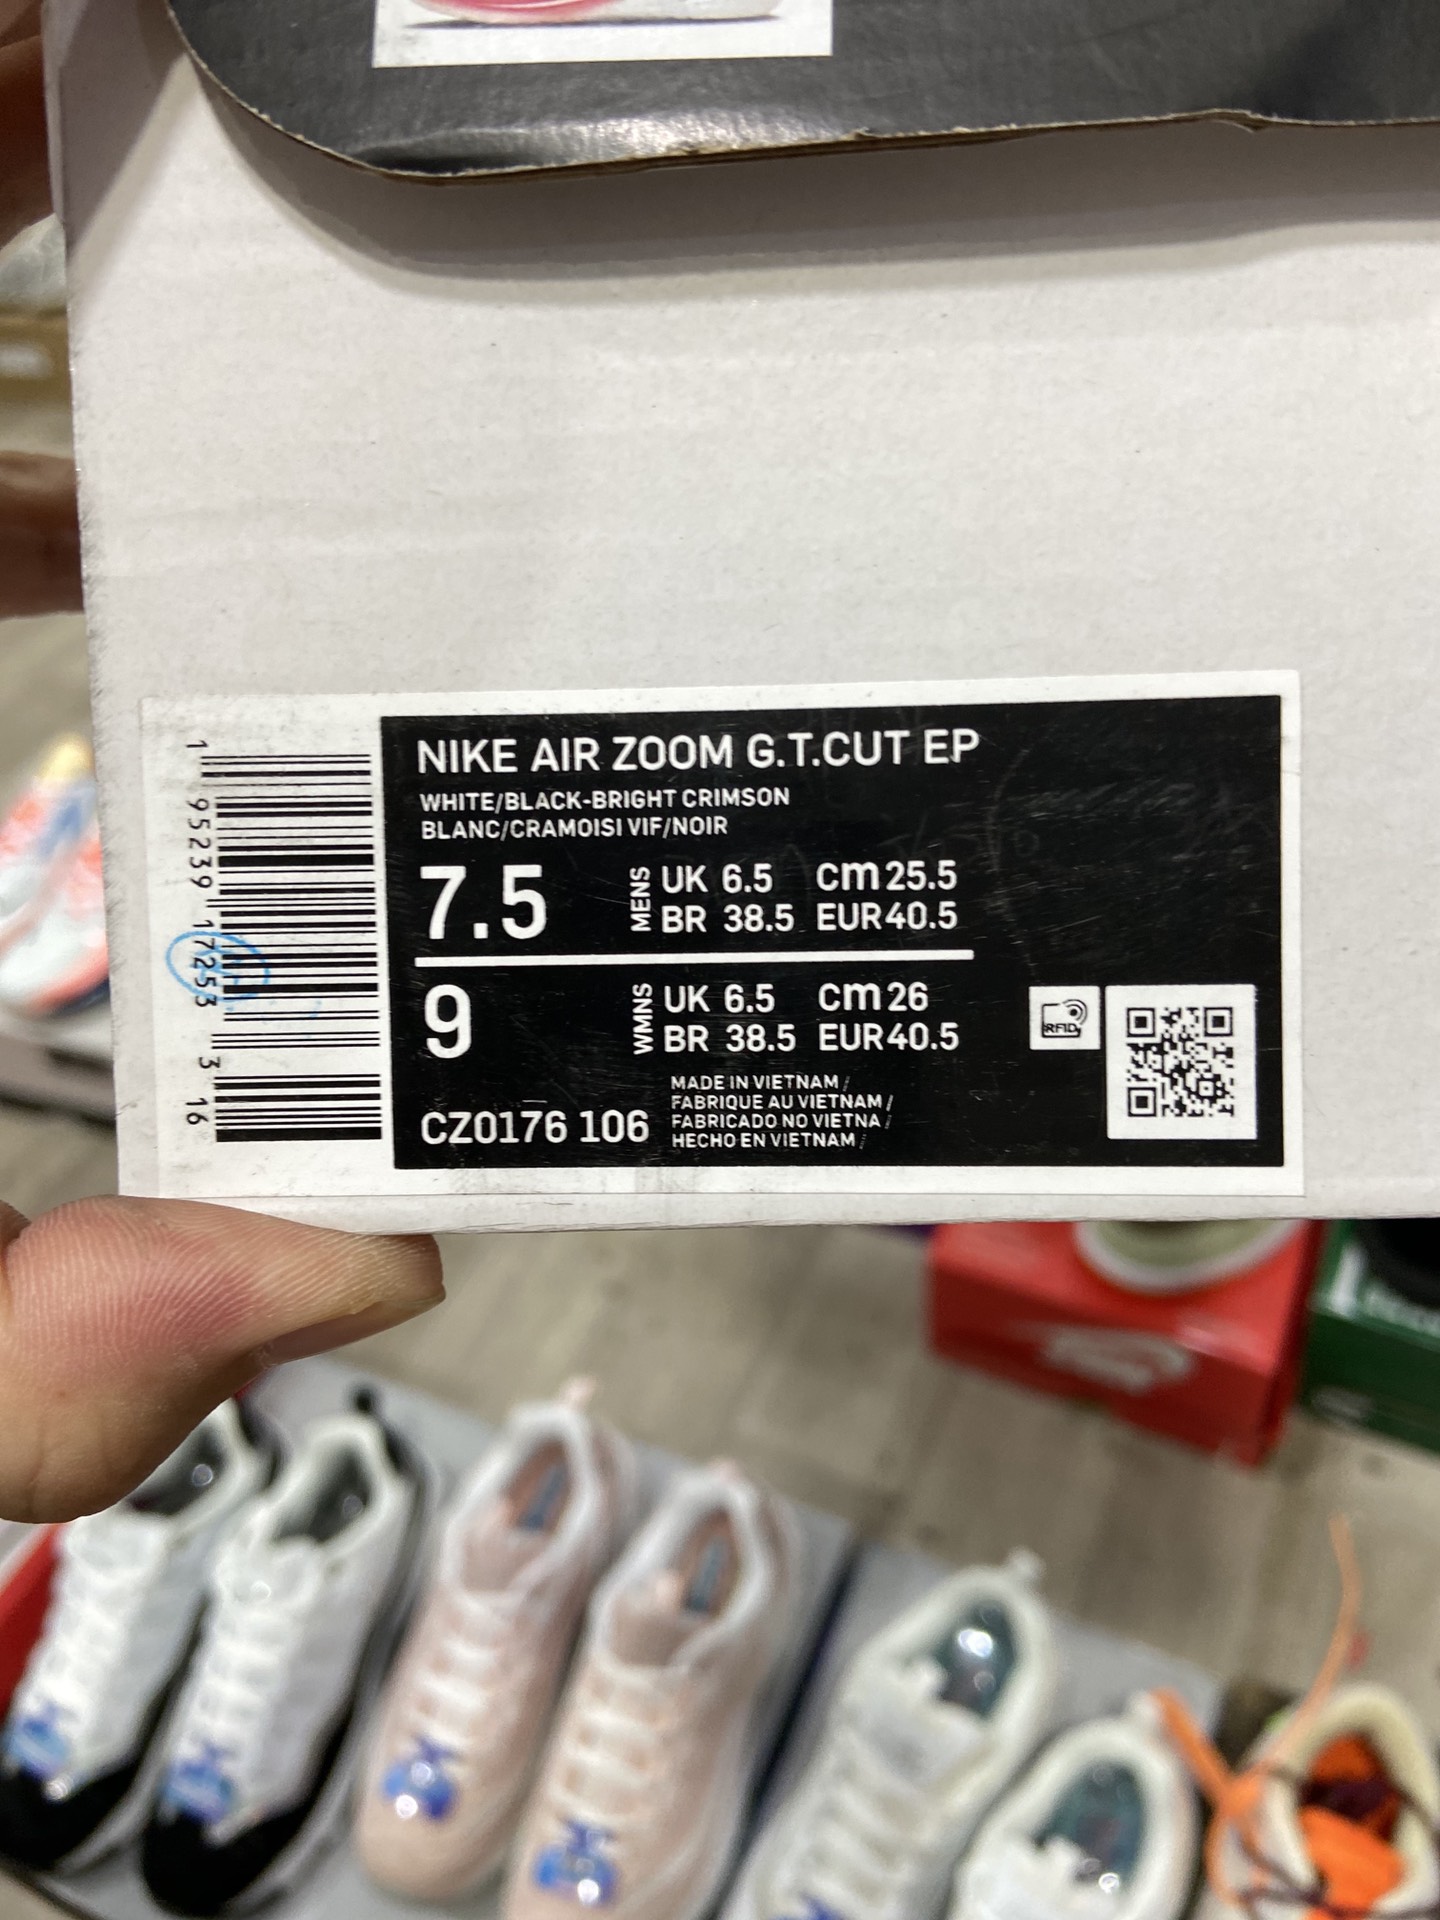 NIKE AIR ZOOM G.T.CUT EP
WHITE/BLACK-BRIGHT CRIMSON
BLANC/CRAMOISI VIF/NOIR
7.5 MENS UK 6.5 cm 25.5
BR 38.5 EUR 40.5
9 WMNS UK 6.5 cm 26
BR 38.5 EUR 40.5
CZ0176 106
MADE IN VIETNAM /
FABRIQUE AU VIETNAM /
FABRICADO NO VIETNA /
HECHO EN VIETNAM /
RFID
1 95239 17253 3 16